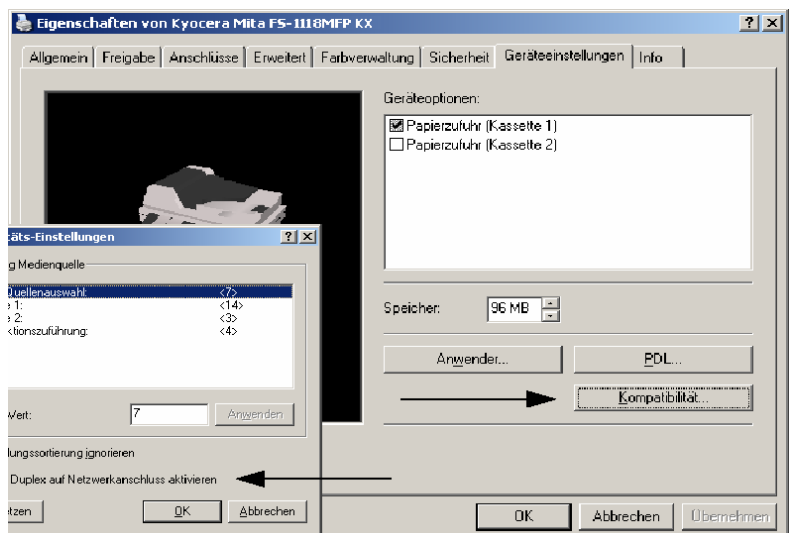 Eigenschaften von Kyocera Mita FS-1118MFP KX
Allgemein Freigabe Anschlüsse Erweitert Farbverwaltung Sicherheit Geräteeinstellungen Info
Geräteoptionen:
Papierzufuhr (Kassette 1)
Papierzufuhr (Kassette 2)
Speicher: 96 MB
Anwender... PDL...
Kompatibilität...
OK Abbrechen Übernehmen
täts-Einstellungen
g Medienquelle
Quellenauswahl: <7>
e 1: <14>
e 2: <3>
ktionszuführung: <4>
Wert: 7 Anwenden
lungssortierung ignorieren
Duplex auf Netzwerkanschluss aktivieren
etzen OK Abbrechen